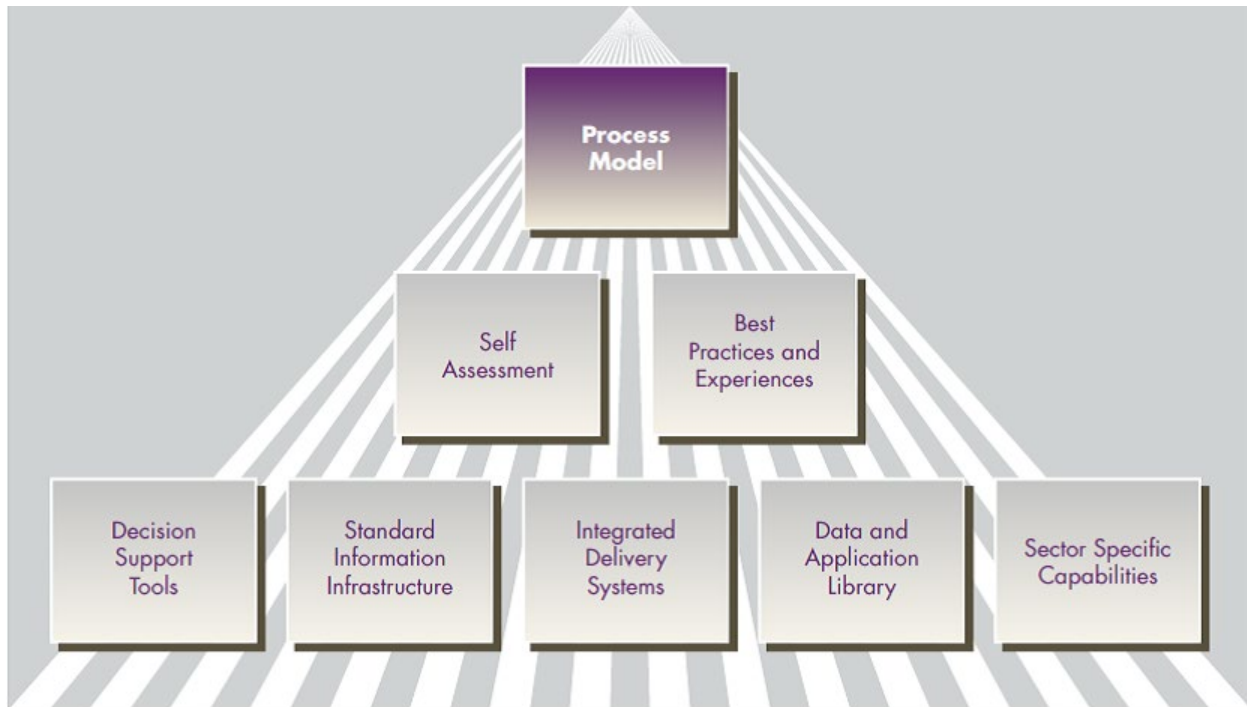 Process
Model
Self
Assessment
Best
Practices and
Experiences
Decision
Support
Tools
Standard
Information
Infrastructure
Integrated
Delivery
Systems
Data and
Application
Library
Sector Specific
Capabilities